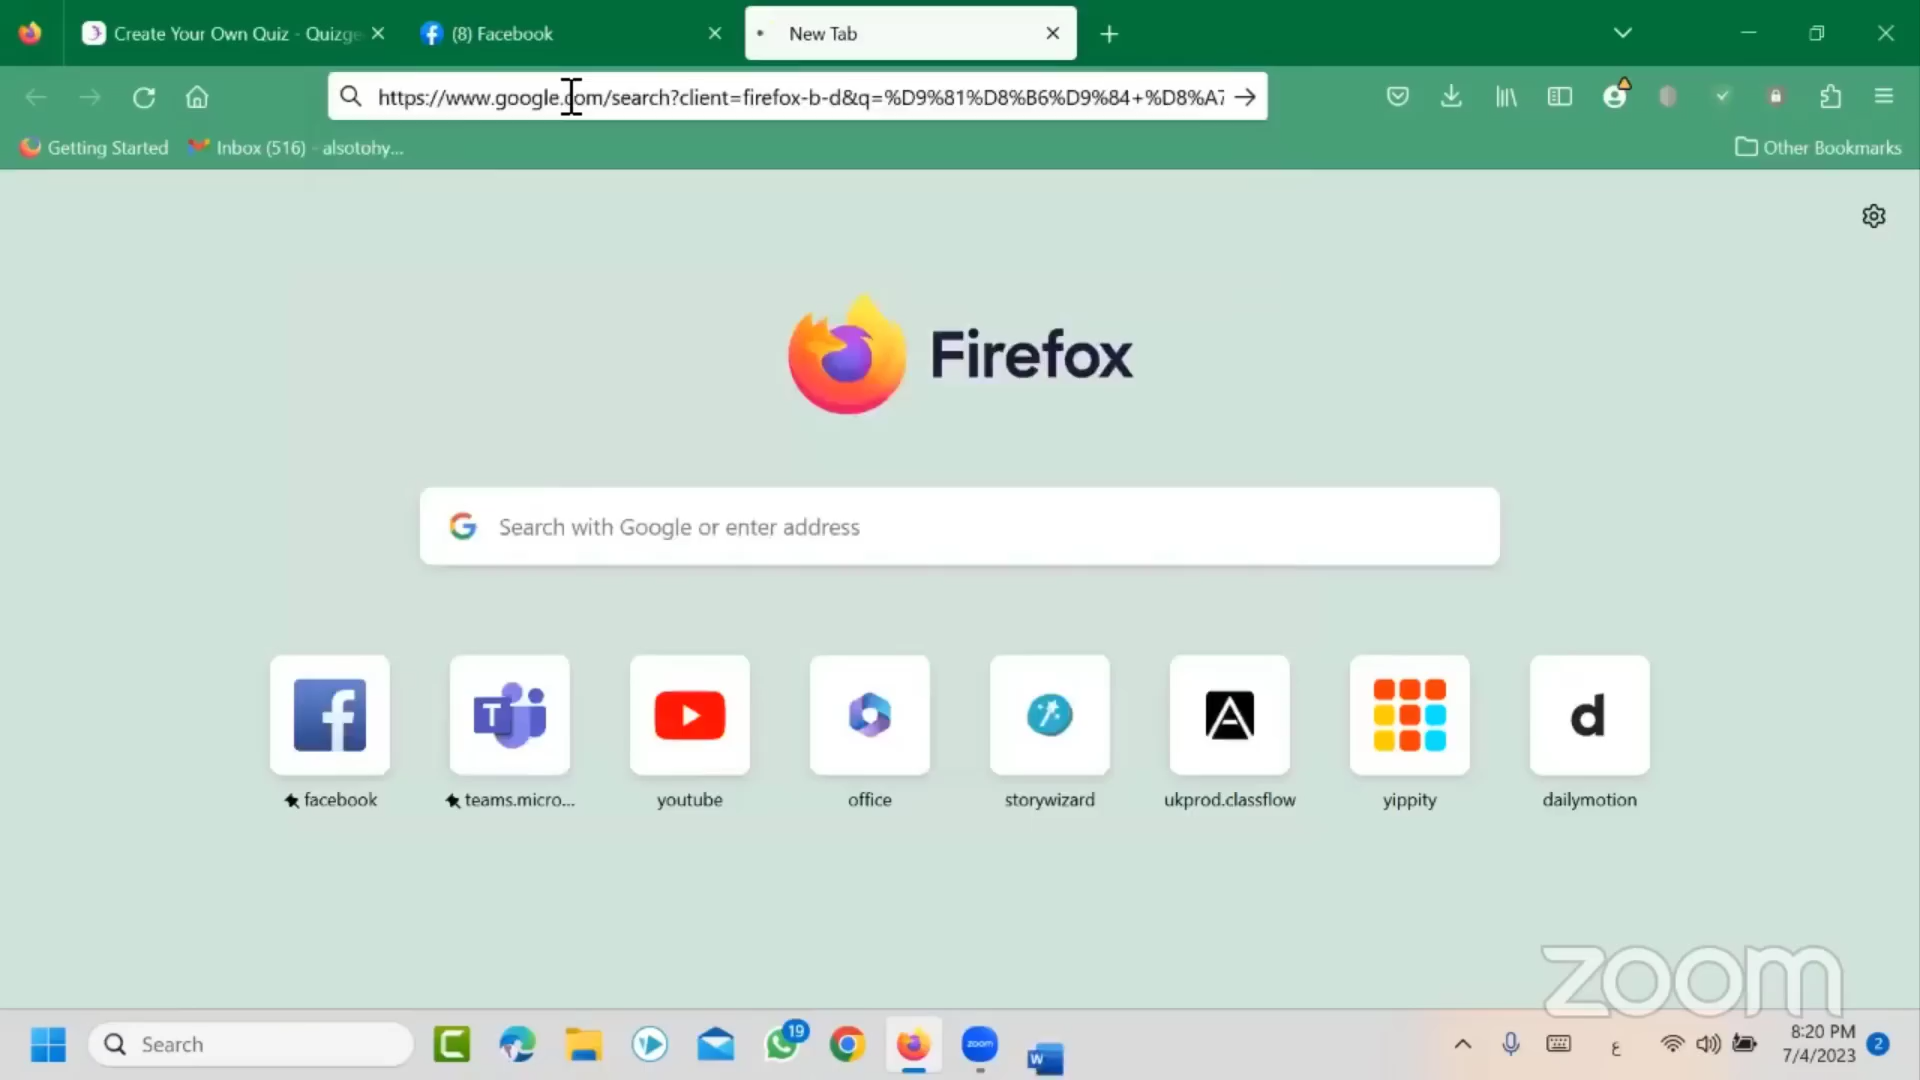 Create Your Own Quiz - Quizge
(8) Facebook
New Tab
https://www.google.com/search?client=firefox-b-d&q=%D9%81%D8%B6%D9%84+%D8%A7
Getting Started
Inbox (516) - alsotohy...
Other Bookmarks
Firefox
Search with Google or enter address
facebook
teams.micro...
youtube
office
storywizard
ukprod.classflow
yippity
dailymotion
zoom
Search
19
zoom
ع
8:20 PM
7/4/2023
2